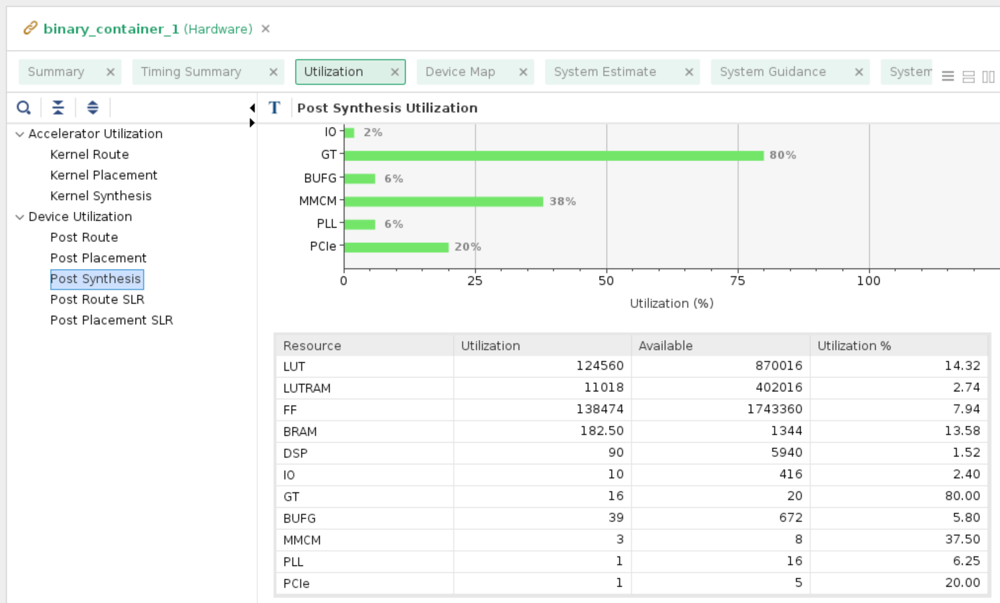 binary_container_1 (Hardware) ×
Summary × Timing Summary × Utilization × Device Map × System Estimate × System Guidance × System
T Post Synthesis Utilization
Accelerator Utilization
Kernel Route
Kernel Placement
Kernel Synthesis
Device Utilization
Post Route
Post Placement
Post Synthesis
Post Route SLR
Post Placement SLR
IO 2%
GT 80%
BUFG 6%
MMCM 38%
PLL 6%
PCIe 20%
0 25 50 75 100
Utilization (%)
Resource Utilization Available Utilization %
LUT 124560 870016 14.32
LUTRAM 11018 402016 2.74
FF 138474 1743360 7.94
BRAM 182.50 1344 13.58
DSP 90 5940 1.52
IO 10 416 2.40
GT 16 20 80.00
BUFG 39 672 5.80
MMCM 3 8 37.50
PLL 1 16 6.25
PCIe 1 5 20.00